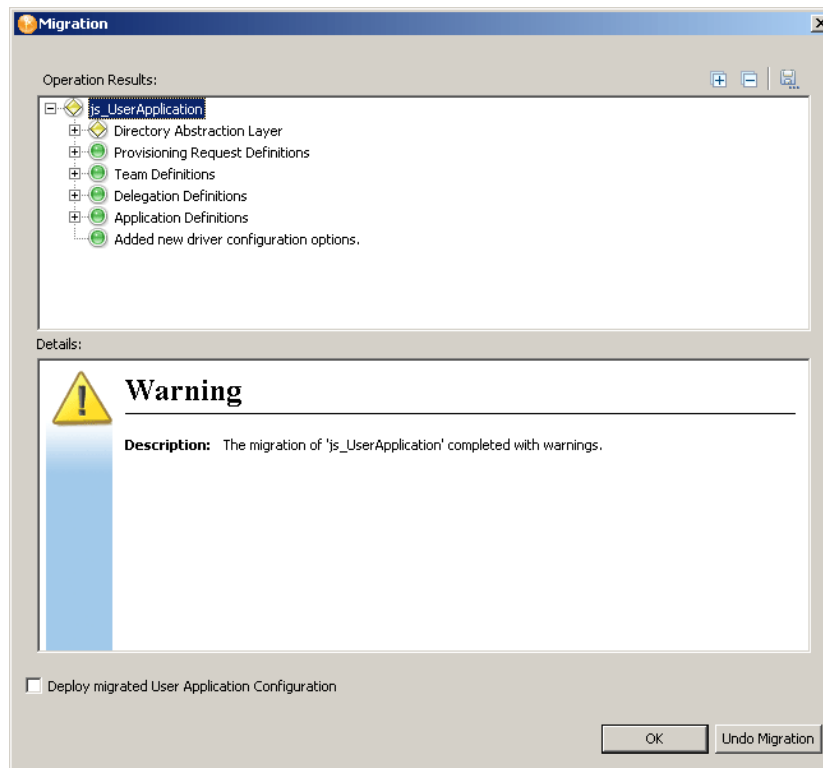 Migration
Operation Results:
js_UserApplication
Directory Abstraction Layer
Provisioning Request Definitions
Team Definitions
Delegation Definitions
Application Definitions
Added new driver configuration options.
Details:
Warning
Description: The migration of 'js_UserApplication' completed with warnings.
Deploy migrated User Application Configuration
OK Undo Migration